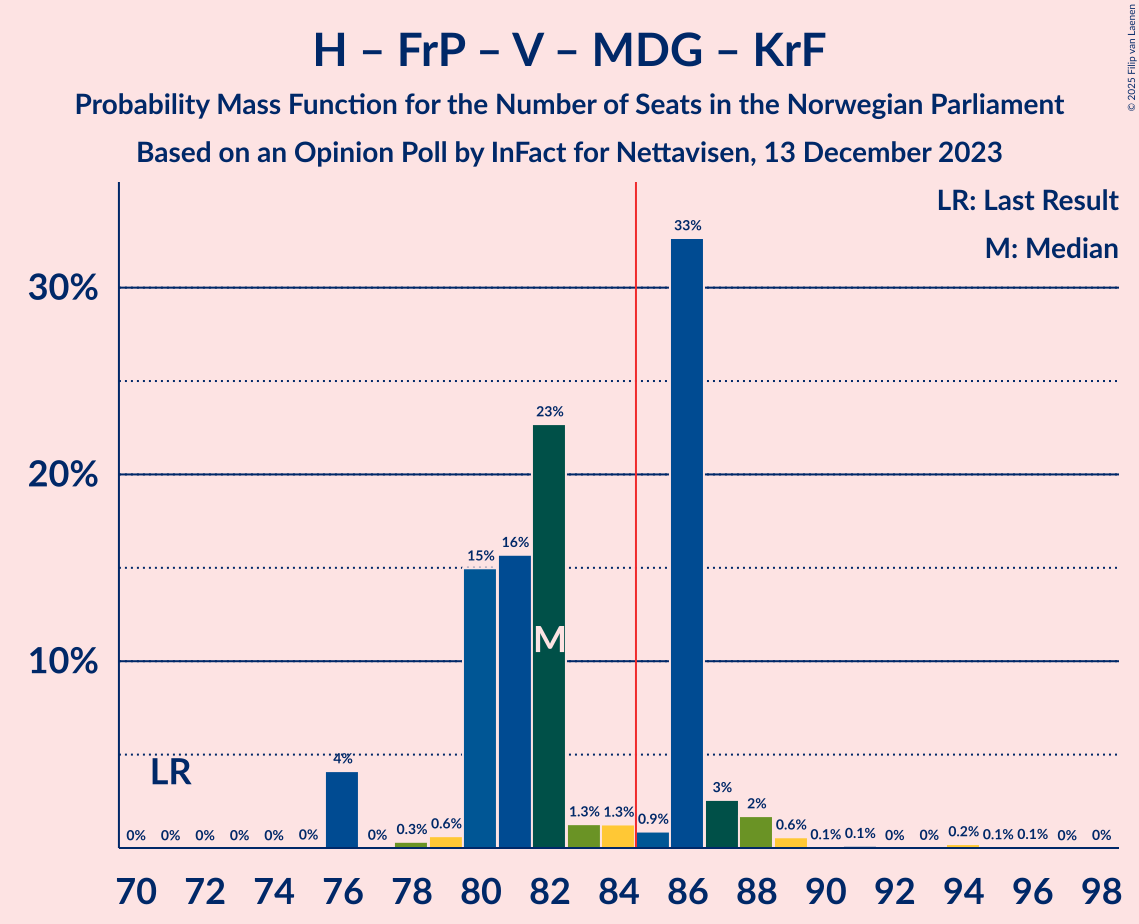 H – FrP – V – MDG – KrF
Probability Mass Function for the Number of Seats in the Norwegian Parliament
Based on an Opinion Poll by InFact for Nettavisen, 13 December 2023
© 2025 Filip van Laenen
LR: Last Result
M: Median
33%
30%
23%
20%
15% 16%
M
10%
4%
LR
0% 0% 0% 0% 0% 0% 0% 0.3% 0.6% 1.3% 1.3% 0.9% 3% 2% 0.6% 0.1% 0.1% 0% 0% 0.2% 0.1% 0.1% 0% 0%
70 72 74 76 78 80 82 84 86 88 90 92 94 96 98